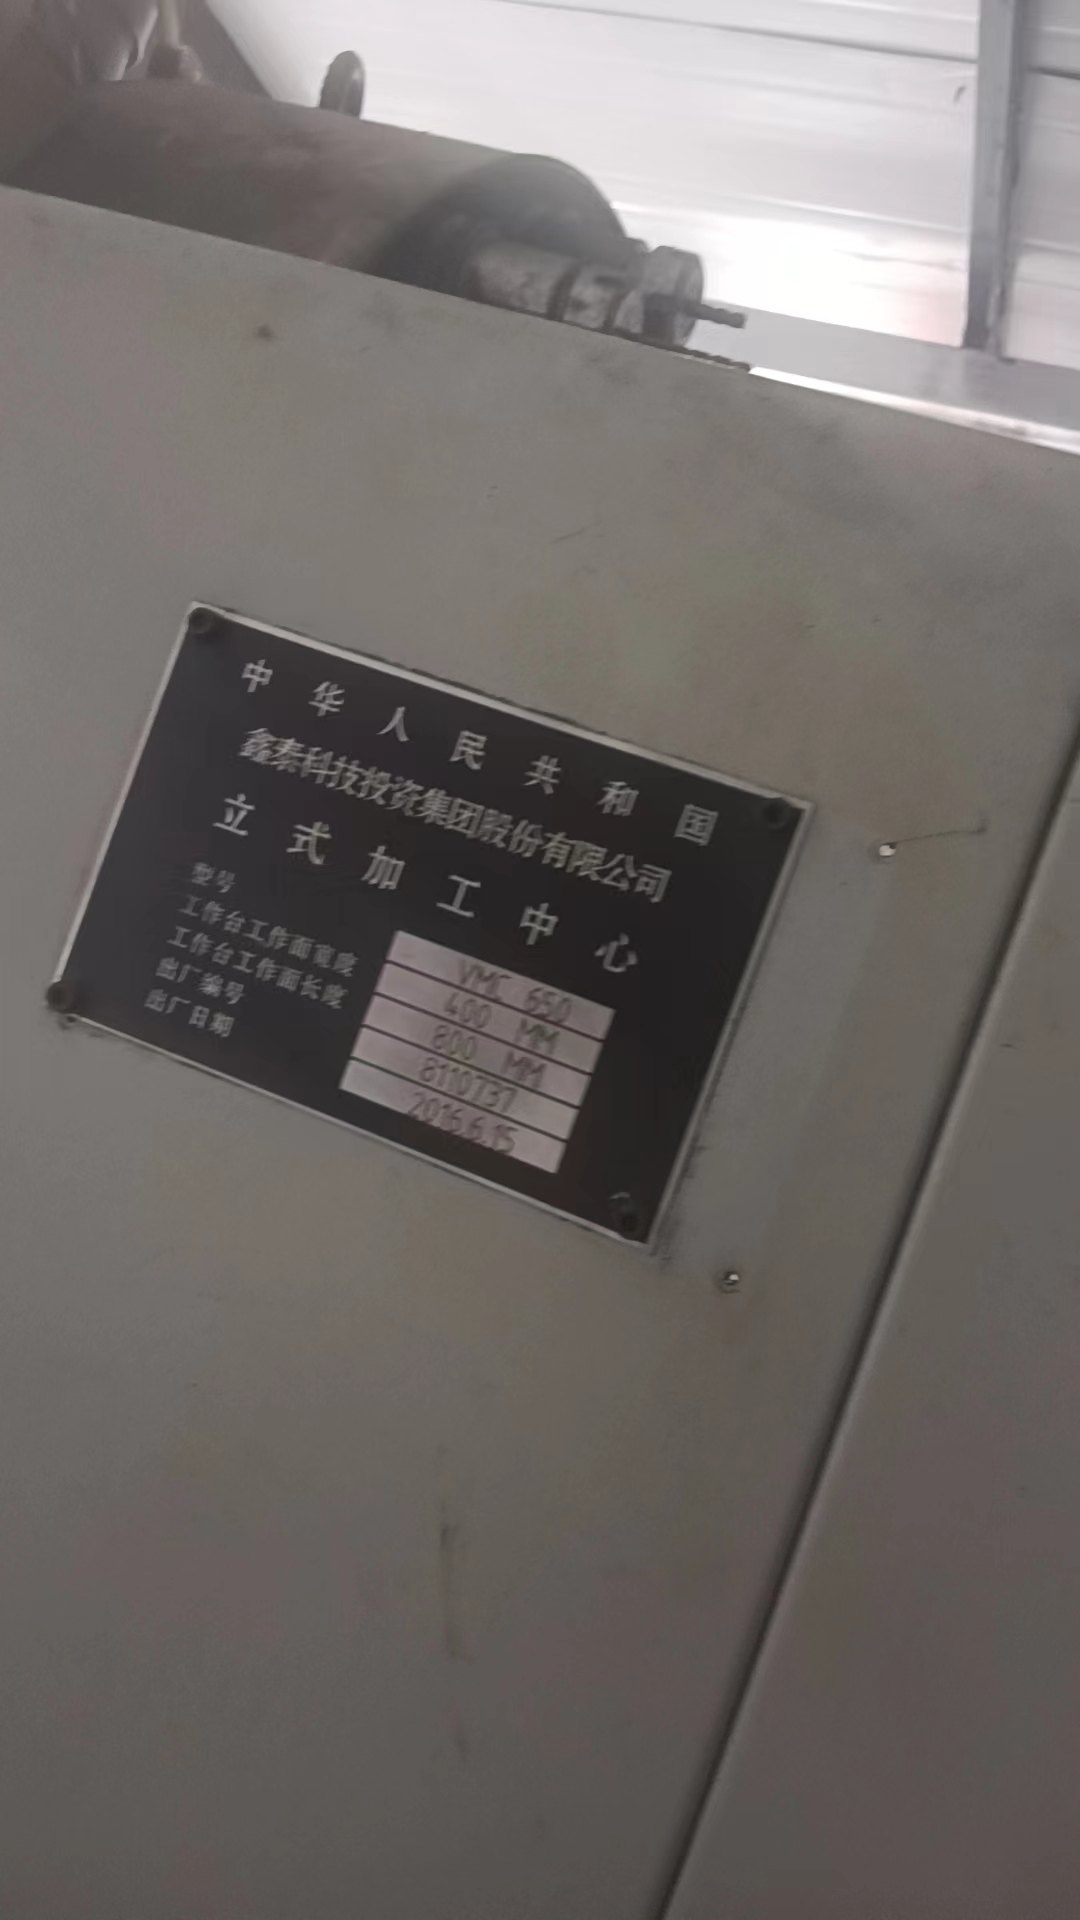 中华人民共和国
鑫泰科技投资集团股份有限公司
立式加工中心
型号 VMC 650
工作台工作面宽度 400 MM
工作台工作面长度 800 MM
出厂编号 8110737
出厂日期 2016.6.15